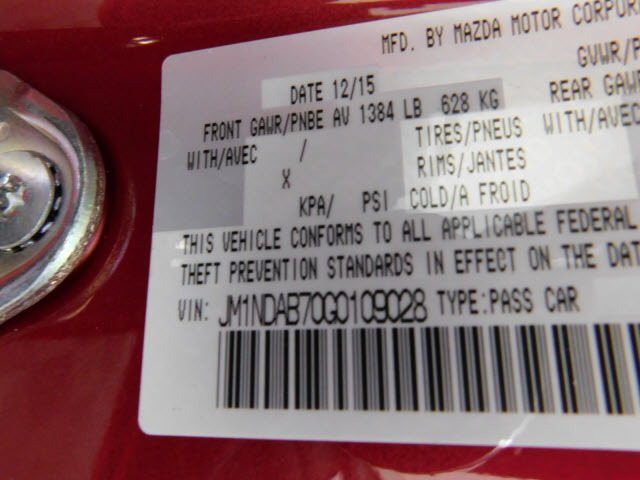 MFD. BY MAZDA MOTOR CORPOR
GVWR/P
DATE 12/15
REAR GAWR
FRONT GAWR/PNBE AV 1384 LB 628 KG
WITH/AVEC / TIRES/PNEUS WITH/AVEC
X RIMS/JANTES
KPA/ PSI COLD/A FROID
THIS VEHICLE CONFORMS TO ALL APPLICABLE FEDERAL
THEFT PREVENTION STANDARDS IN EFFECT ON THE DAT
VIN: JM1NDAB70G0109028 TYPE:PASS CAR